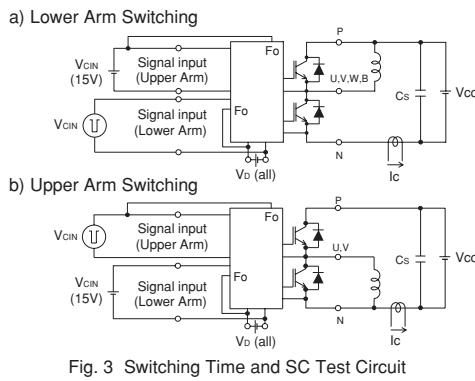 a) Lower Arm Switching
P
Fo
VCIN
(15V)
Signal input
(Upper Arm)
U,V,W,B
CS
VCC
VCIN
Signal input
(Lower Arm)
Fo
N
VD (all)
Ic
b) Upper Arm Switching
P
Fo
VCIN
Signal input
(Upper Arm)
U,V
CS
VCC
VCIN
(15V)
Signal input
(Lower Arm)
Fo
N
VD (all)
Ic
Fig. 3 Switching Time and SC Test Circuit